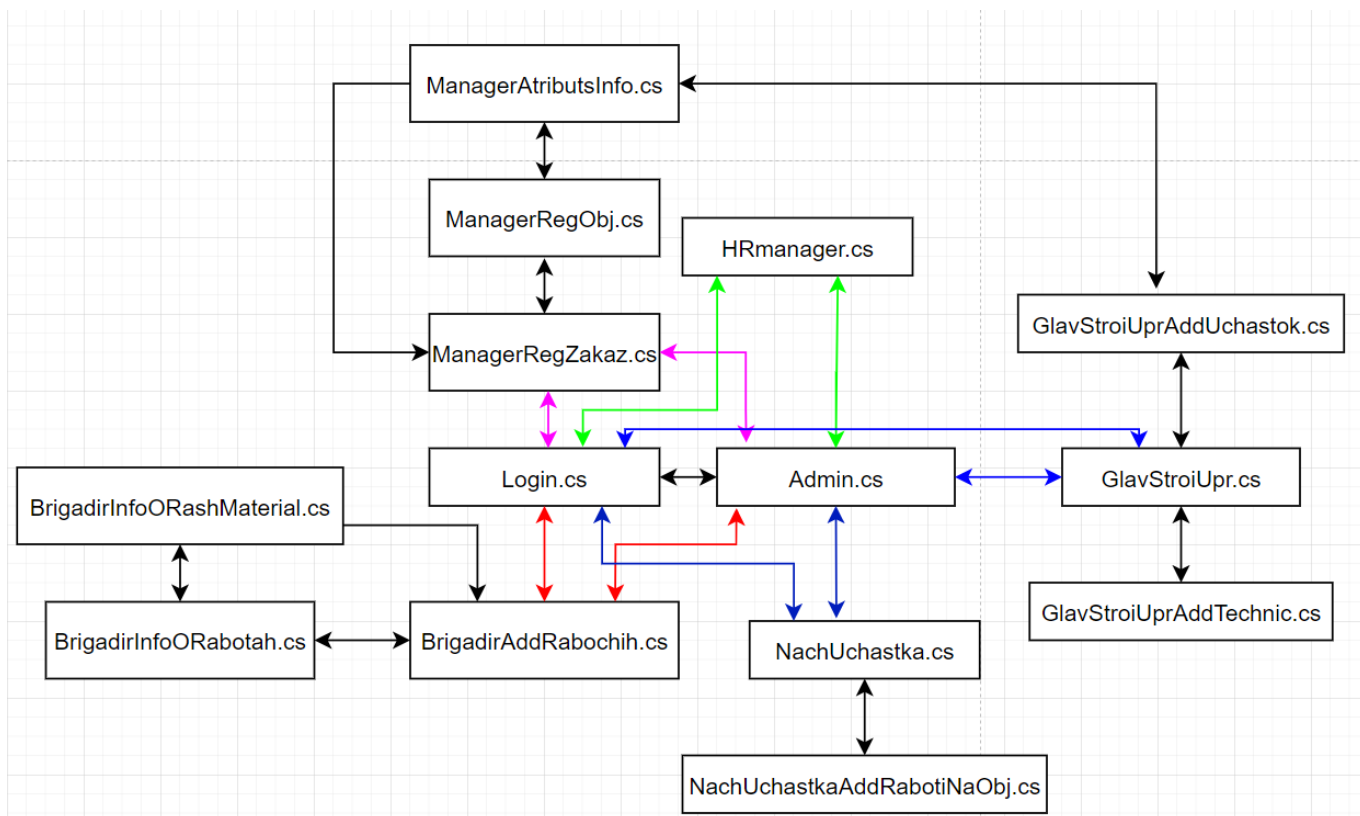 ManagerAtributsInfo.cs
ManagerRegObj.cs
HRmanager.cs
GlavStroiUprAddUchastok.cs
ManagerRegZakaz.cs
Login.cs
Admin.cs
GlavStroiUpr.cs
BrigadirInfoORashMaterial.cs
BrigadirInfoORabotah.cs
BrigadirAddRabochih.cs
GlavStroiUprAddTechnic.cs
NachUchastka.cs
NachUchastkaAddRabotiNaObj.cs